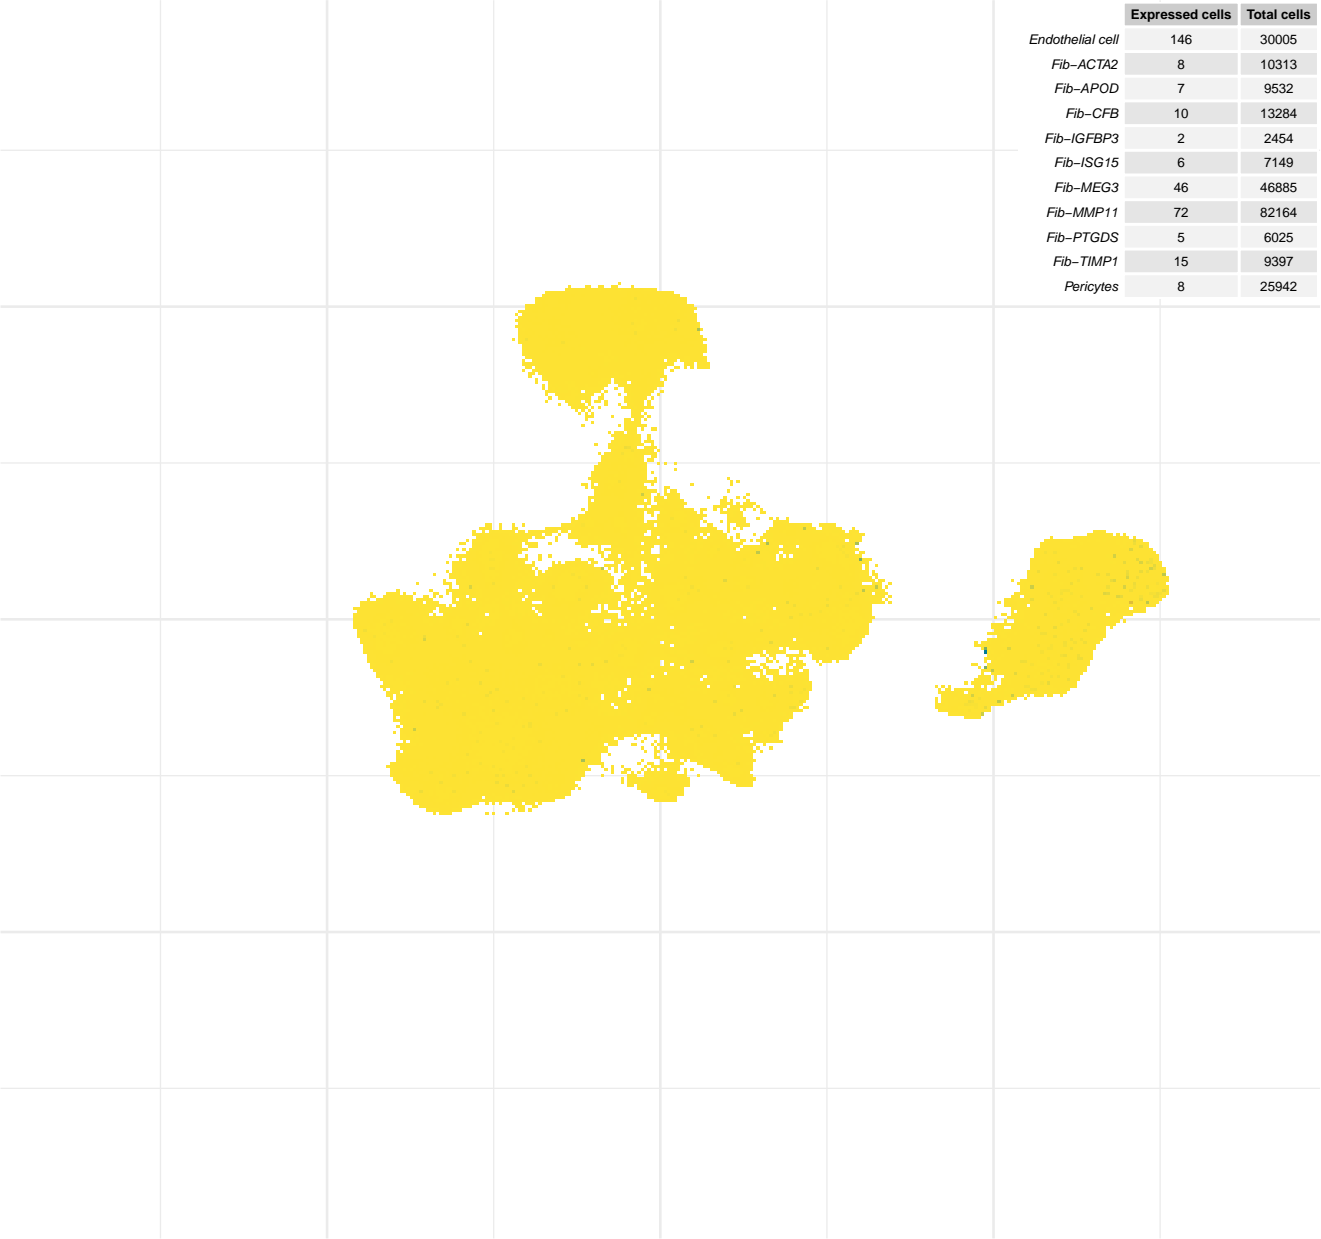 Expressed cells Total cells
Endothelial cell 146 30005
Fib−ACTA2 8 10313
Fib−APOD 7 9532
Fib−CFB 10 13284
Fib−IGFBP3 2 2454
Fib−ISG15 6 7149
Fib−MEG3 46 46885
Fib−MMP11 72 82164
Fib−PTGDS 5 6025
Fib−TIMP1 15 9397
Pericytes 8 25942